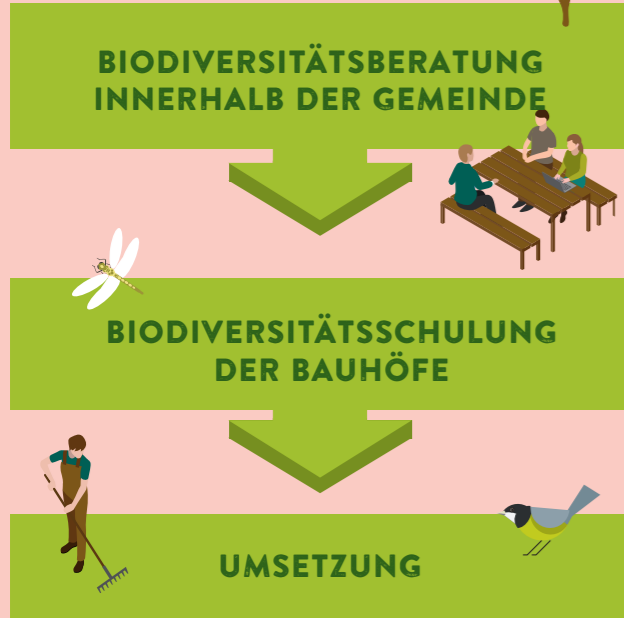 BIODIVERSITÄTSBERATUNG
INNERHALB DER GEMEINDE
BIODIVERSITÄTSSCHULUNG
DER BAUHÖFE
UMSETZUNG